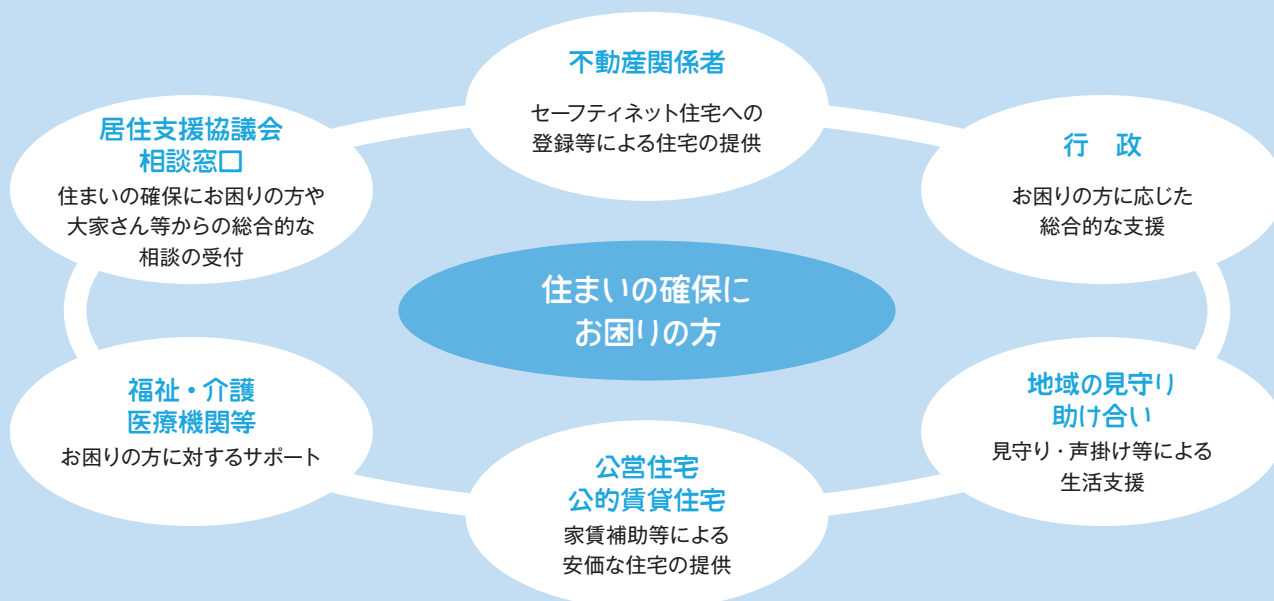 不動産関係者
セーフティネット住宅への
登録等による住宅の提供
居住支援協議会
相談窓口
住まいの確保にお困りの方や
大家さん等からの総合的な
相談の受付
行　政
お困りの方に応じた
総合的な支援
住まいの確保に
お困りの方
福祉・介護
医療機関等
お困りの方に対するサポート
地域の見守り
助け合い
見守り・声掛け等による
生活支援
公営住宅
公的賃貸住宅
家賃補助等による
安価な住宅の提供